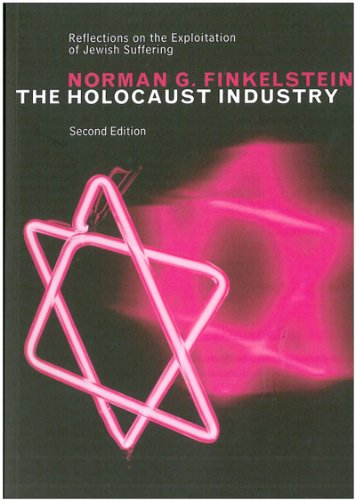 Reflections on the Exploitation
of Jewish Suffering
NORMAN G. FINKELSTEIN
THE HOLOCAUST INDUSTRY
Second Edition